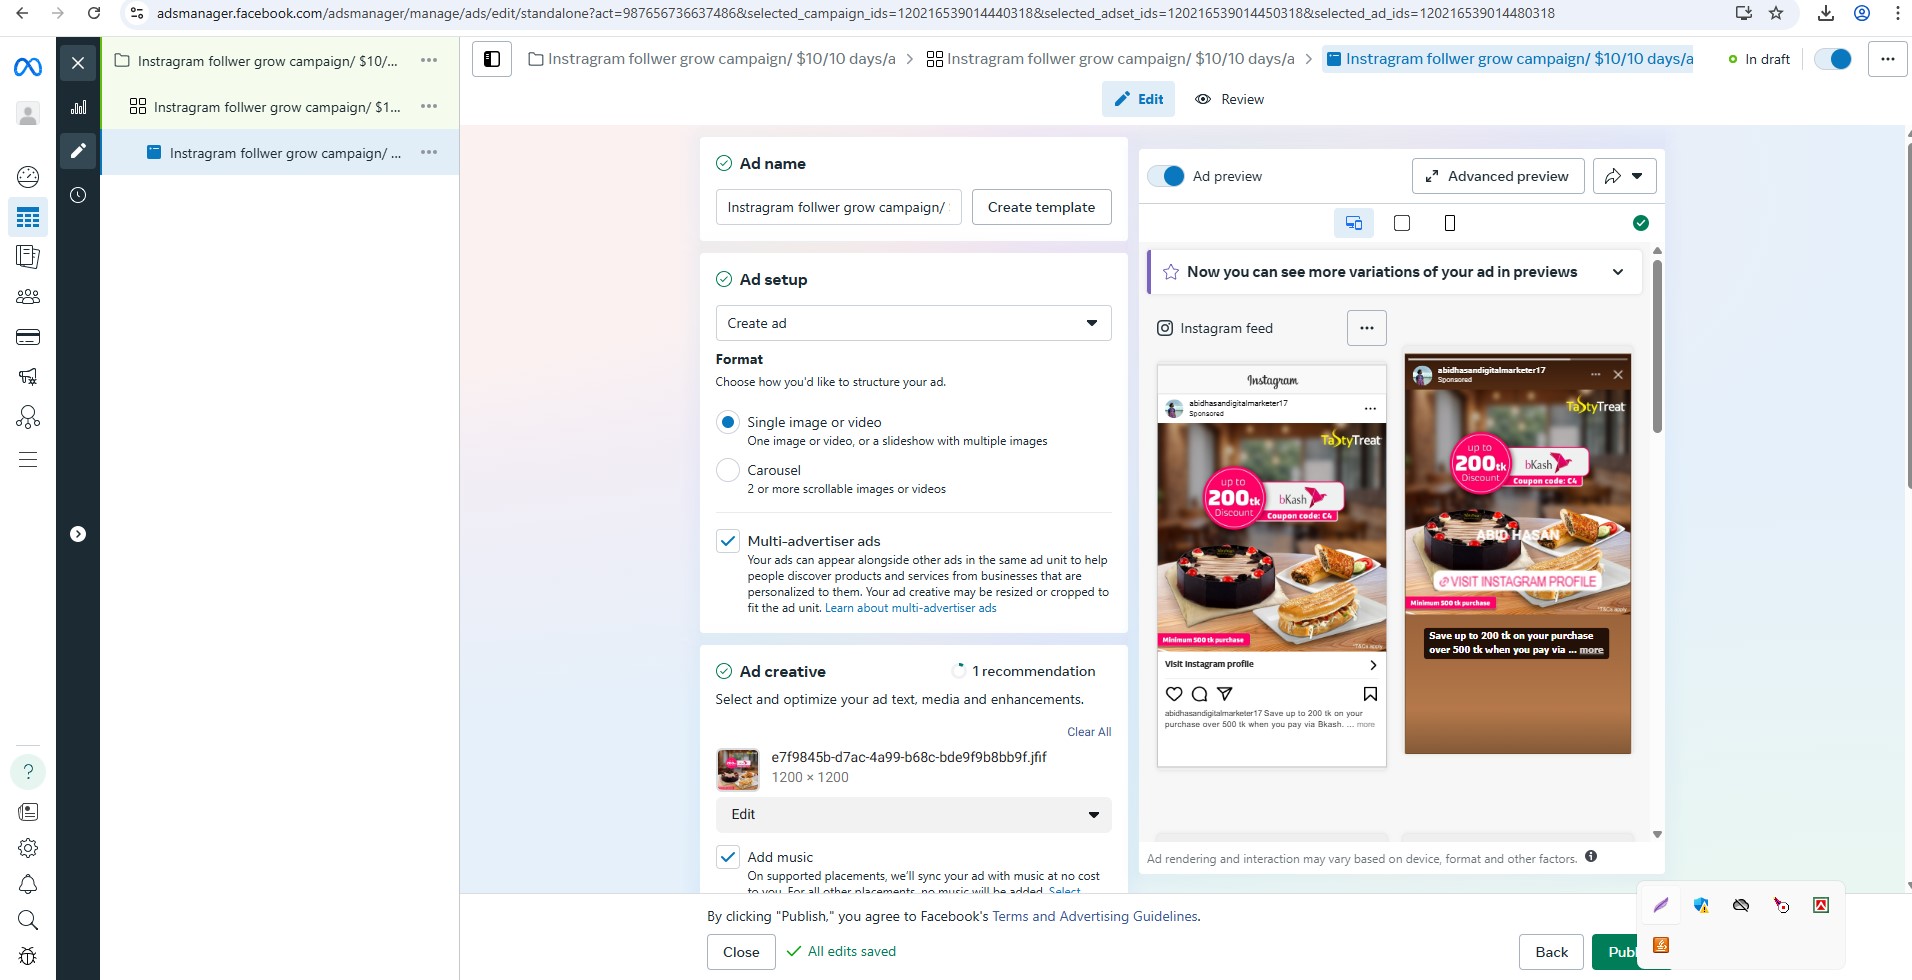 adsmanager.facebook.com/adsmanager/manage/ads/edit/standalone?act=987656736637486&selected_campaign_ids=120216539014440318&selected_adset_ids=120216539014450318&selected_ad_ids=120216539014480318
Instragram follwer grow campaign/ $10/...
Instragram follwer grow campaign/ $1...
Instragram follwer grow campaign/ ...
Instragram follwer grow campaign/ $10/10 days/a
Instragram follwer grow campaign/ $10/10 days/a
Instragram follwer grow campaign/ $10/10 days/a
In draft
Edit
Review
Ad name
Instragram follwer grow campaign/
Create template
Ad setup
Create ad
Format
Choose how you'd like to structure your ad.
Single image or video
One image or video, or a slideshow with multiple images
Carousel
2 or more scrollable images or videos
Multi-advertiser ads
Your ads can appear alongside other ads in the same ad unit to help
people discover products and services from businesses that are
personalized to them. Your ad creative may be resized or cropped to
fit the ad unit. Learn about multi-advertiser ads
Ad creative
1 recommendation
Select and optimize your ad text, media and enhancements.
Clear All
e7f9845b-d7ac-4a99-b68c-bde9f9b8bb9f.jfif
1200 × 1200
Edit
Add music
On supported placements, we'll sync your ad with music at no cost
to you. For all other placements, no music will be added. Select
Ad preview
Advanced preview
Now you can see more variations of your ad in previews
Instagram feed
Instagram
abidhasandigitalmarketer17
Sponsored
TastyTreat
up to
200tk
Discount
bKash
Coupon code: C4
Minimum 500 tk purchase
*T&Cs apply
Visit Instagram profile
abidhasandigitalmarketer17 Save up to 200 tk on your
purchase over 500 tk when you pay via Bkash. ... more
abidhasandigitalmarketer17
Sponsored
TastyTreat
up to
200tk
Discount
bKash
Coupon code: C4
ABID HASAN
VISIT INSTAGRAM PROFILE
Minimum 500 tk purchase
*T&Cs apply
Save up to 200 tk on your purchase
over 500 tk when you pay via ... more
Ad rendering and interaction may vary based on device, format and other factors.
By clicking "Publish," you agree to Facebook's Terms and Advertising Guidelines.
Close
All edits saved
Back
Publ